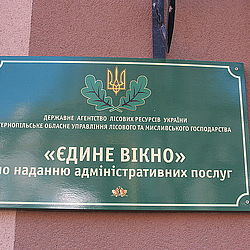 ДЕРЖАВНЕ АГЕНТСТВО ЛІСОВИХ РЕСУРСІВ УКРАЇНИ
ТЕРНОПІЛЬСЬКЕ ОБЛАСНЕ УПРАВЛІННЯ ЛІСОВОГО ТА МИСЛИВСЬКОГО ГОСПОДАРСТВА
«ЄДИНЕ ВІКНО»
по наданню адміністративних послуг